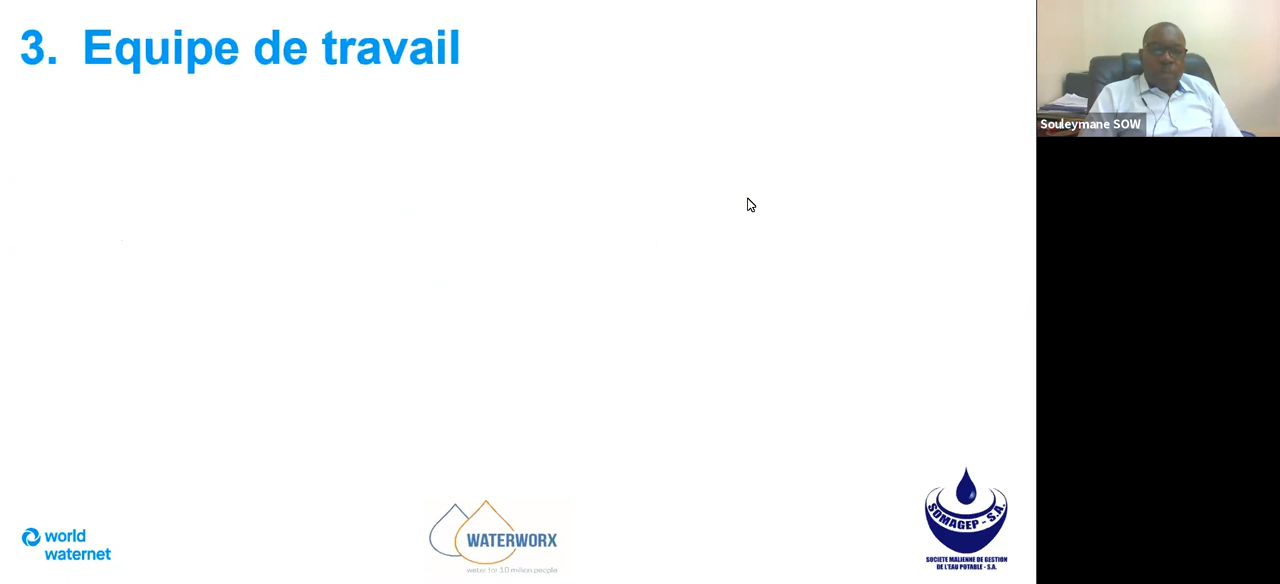 3. Equipe de travail
Souleymane SOW
world
waternet
WATERWORX
water for 10 million people
SOMAGEP - S.A.
SOCIETE MALIENNE DE GESTION
DE L'EAU POTABLE - S.A.